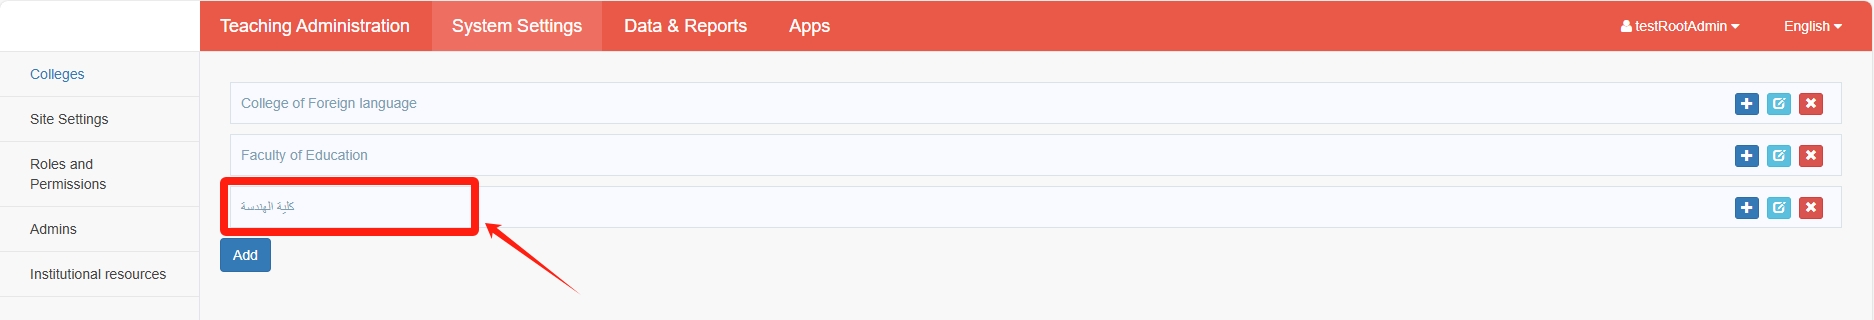 Teaching Administration System Settings Data & Reports Apps testRootAdmin English
Colleges
Site Settings
Roles and
Permissions
Admins
Institutional resources
College of Foreign language
Faculty of Education
كلية الهندسة
Add